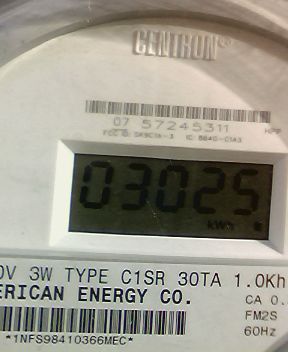 CENTRON®
07 57245311
03025
kWh
0V 3W TYPE C1SR 30TA 1.0Kh
ERICAN ENERGY CO.
CA 0.
FM2S
60Hz
*1NFS98410366MEC*